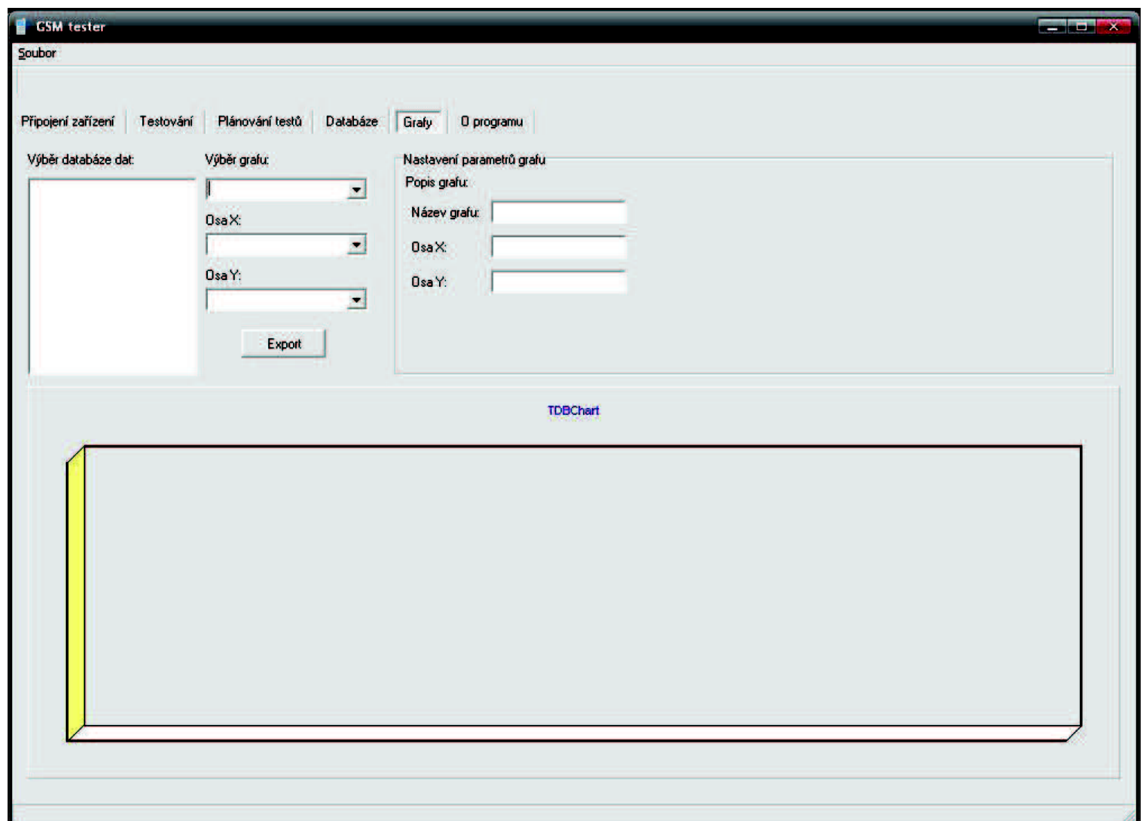 GSM tester
Soubor
Připojení zařízení Testování Plánování testů Databáze Grafy O programu
Výběr databáze dat: Výběr grafu: Nastavení parametrů grafu
Popis grafu:
Název grafu:
Osa X: Osa X:
Osa Y: Osa Y:
Export
TDBChart